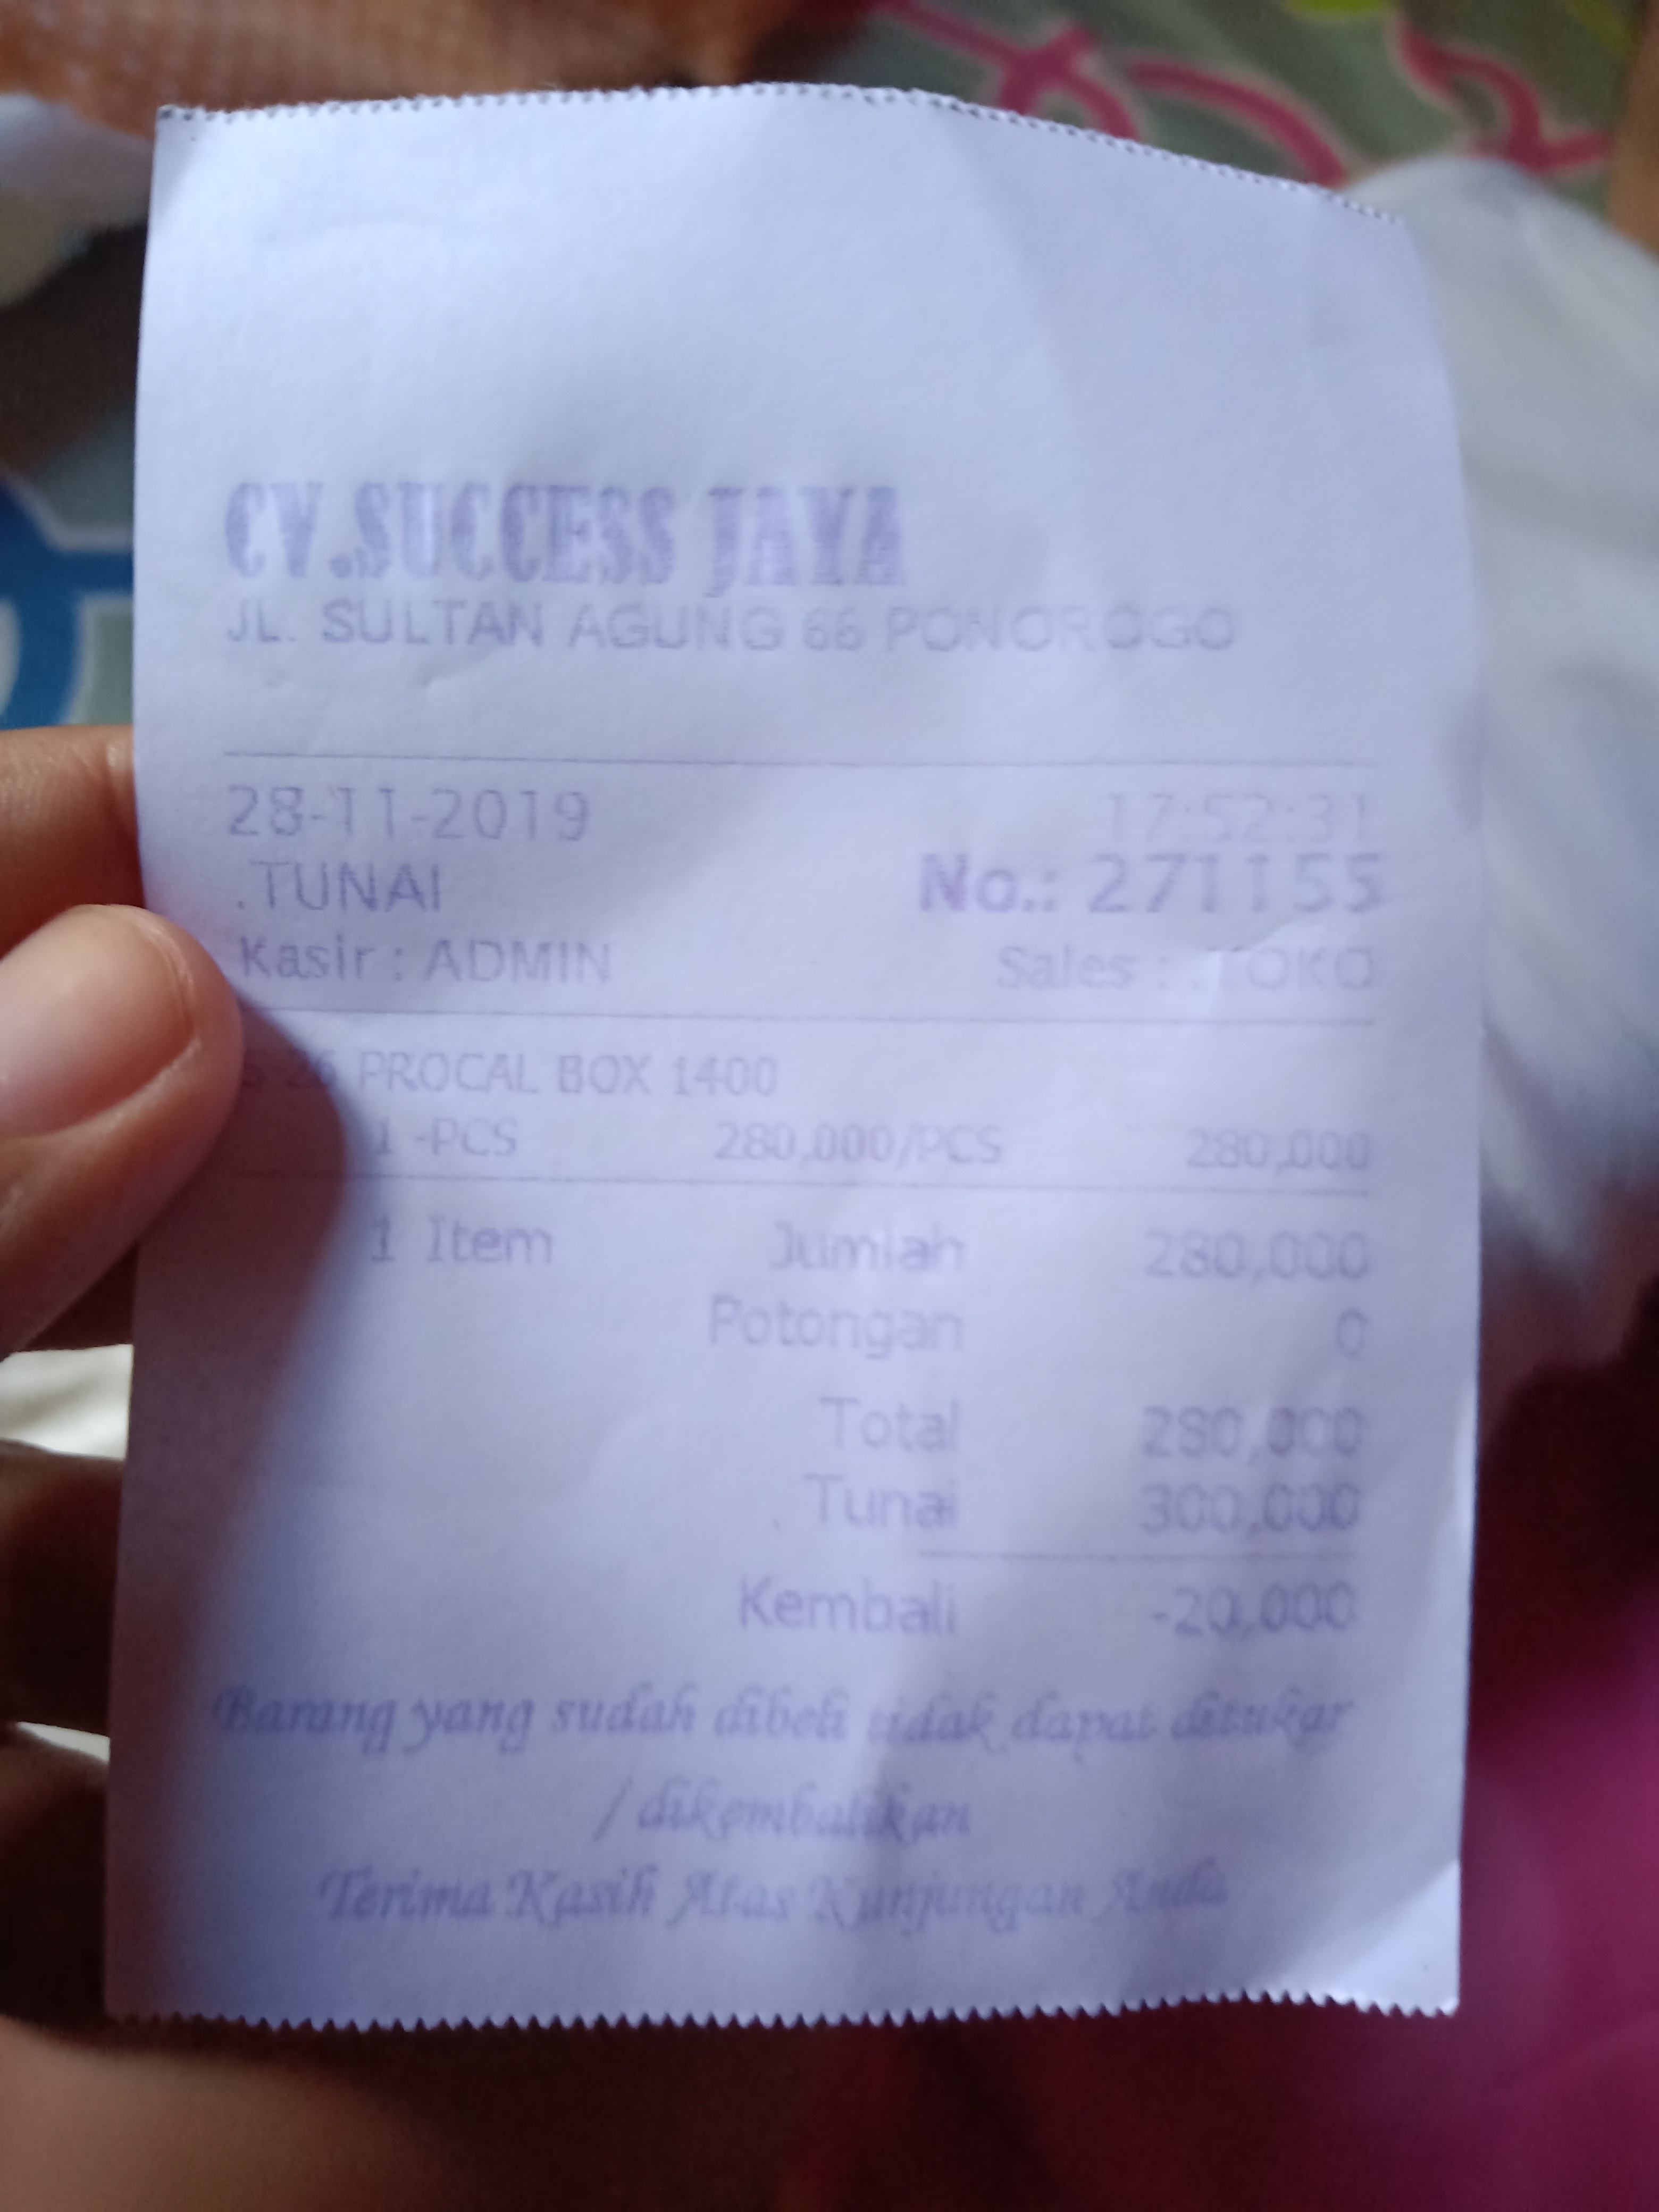 CV.SUCCESS JAYA
JL. SULTAN AGUNG 66 PONOROGO
28-11-2019 17:52:31
.TUNAI No.: 271155
Kasir : ADMIN Sales : .TOKO
S 26 PROCAL BOX 1400
1 -PCS 280,000/PCS 280,000
1 Item Jumlah 280,000
Potongan 0
Total 280,000
Tunai 300,000
Kembali -20,000
Barang yang sudah dibeli tidak dapat ditukar
/ dikembalikan
Terima Kasih Atas Kunjungan Anda